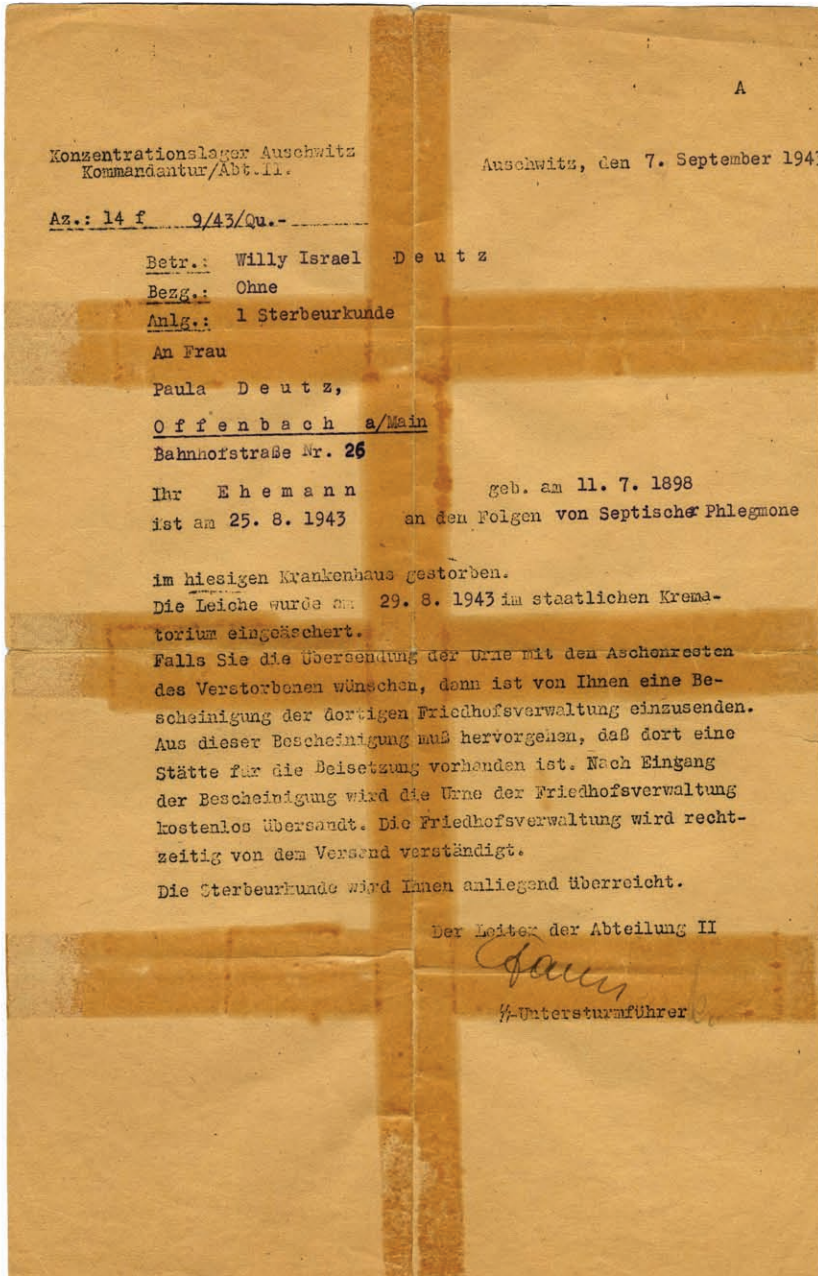 A
Konzentrationslager Auschwitz
Kommandantur/Abt.II.
Auschwitz, den 7. September 1943
Az.: 14 f 9/43/Qu.-
Betr.: Willy Israel D e u t z
Bezg.: Ohne
Anlg.: 1 Sterbeurkunde
An Frau
Paula D e u t z,
O f f e n b a c h a/Main
Bahnhofstraße Nr. 26
Ihr E h e m a n n geb. am 11. 7. 1898
ist am 25. 8. 1943 an den Folgen von Septischer Phlegmone
im hiesigen Krankenhaus gestorben.
Die Leiche wurde am 29. 8. 1943 im staatlichen Krema-
torium eingeäschert.
Falls Sie die Übersendung der Urne mit den Aschenresten
des Verstorbenen wünschen, dann ist von Ihnen eine Be-
scheinigung der dortigen Friedhofsverwaltung einzusenden.
Aus dieser Bescheinigung muß hervorgehen, daß dort eine
Stätte für die Beisetzung vorhanden ist. Nach Eingang
der Bescheinigung wird die Urne der Friedhofsverwaltung
kostenlos übersandt. Die Friedhofsverwaltung wird recht-
zeitig von dem Versand verständigt.
Die Sterbeurkunde wird Ihnen anliegend überreicht.
Der Leiter der Abteilung II
SS-Untersturmführer